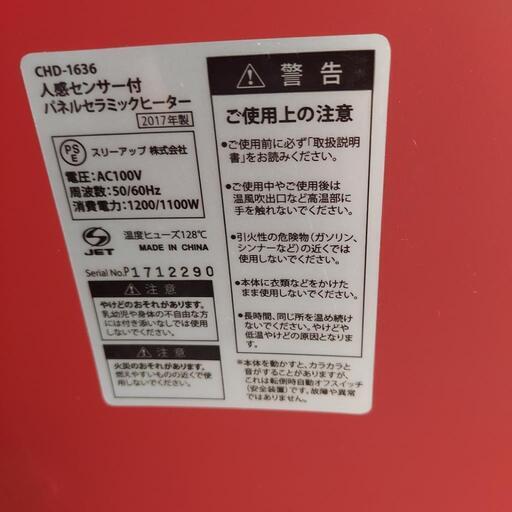 CHD-1636
人感センサー付
パネルセラミックヒーター
2017年製
PS
E
スリーアップ 株式会社
電圧:AC100V
周波数:50/60Hz
消費電力:1200/1100W
JET
温度ヒューズ128℃
MADE IN CHINA
Serial No.P1712290
注意
やけどのおそれがあります。
乳幼児や身体の不自由な方
には付き添いなしでは使用
しないでください。
注意
火災のおそれがあります。
燃えやすいものの近くで使
用しないでください。
警告
ご使用上の注意
●ご使用前に必ず「取扱説明
書」をお読みください。
●ご使用中やご使用後は
温風吹出口など高温部に
手を触れないでください。
●引火性の危険物(ガソリン、
シンナーなど)の近くでは使
用しないでください。
●本体に衣類などをかけた
まま使用しないでください。
●長時間、同じ所を温め続け
ないでください。やけどや
低温やけどの原因となりま
す。
※本体を動かすと、カラカラと
音がすることがありますが、
これは転倒時自動オフスイッチ
(安全装置)です。故障や異常
ではありません。